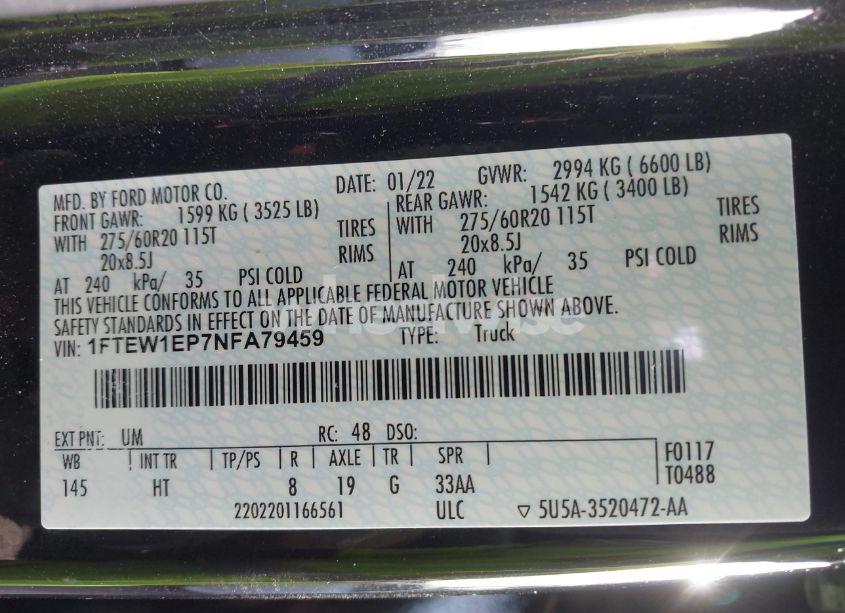 MFD. BY FORD MOTOR CO. DATE: 01/22 GVWR: 2994 KG ( 6600 LB)
FRONT GAWR: 1599 KG ( 3525 LB) REAR GAWR: 1542 KG ( 3400 LB)
WITH 275/60R20 115T TIRES WITH 275/60R20 115T TIRES
20x8.5J RIMS 20x8.5J RIMS
AT 240 kPa/ 35 PSI COLD AT 240 kPa/ 35 PSI COLD
THIS VEHICLE CONFORMS TO ALL APPLICABLE FEDERAL MOTOR VEHICLE
SAFETY STANDARDS IN EFFECT ON THE DATE OF MANUFACTURE SHOWN ABOVE.
VIN: 1FTEW1EP7NFA79459 TYPE: Truck
EXT PNT: UM RC: 48 DSO:
WB INT TR TP/PS R AXLE TR SPR F0117
145 HT 8 19 G 33AA T0488
2202201166561 ULC ▽ 5U5A-3520472-AA